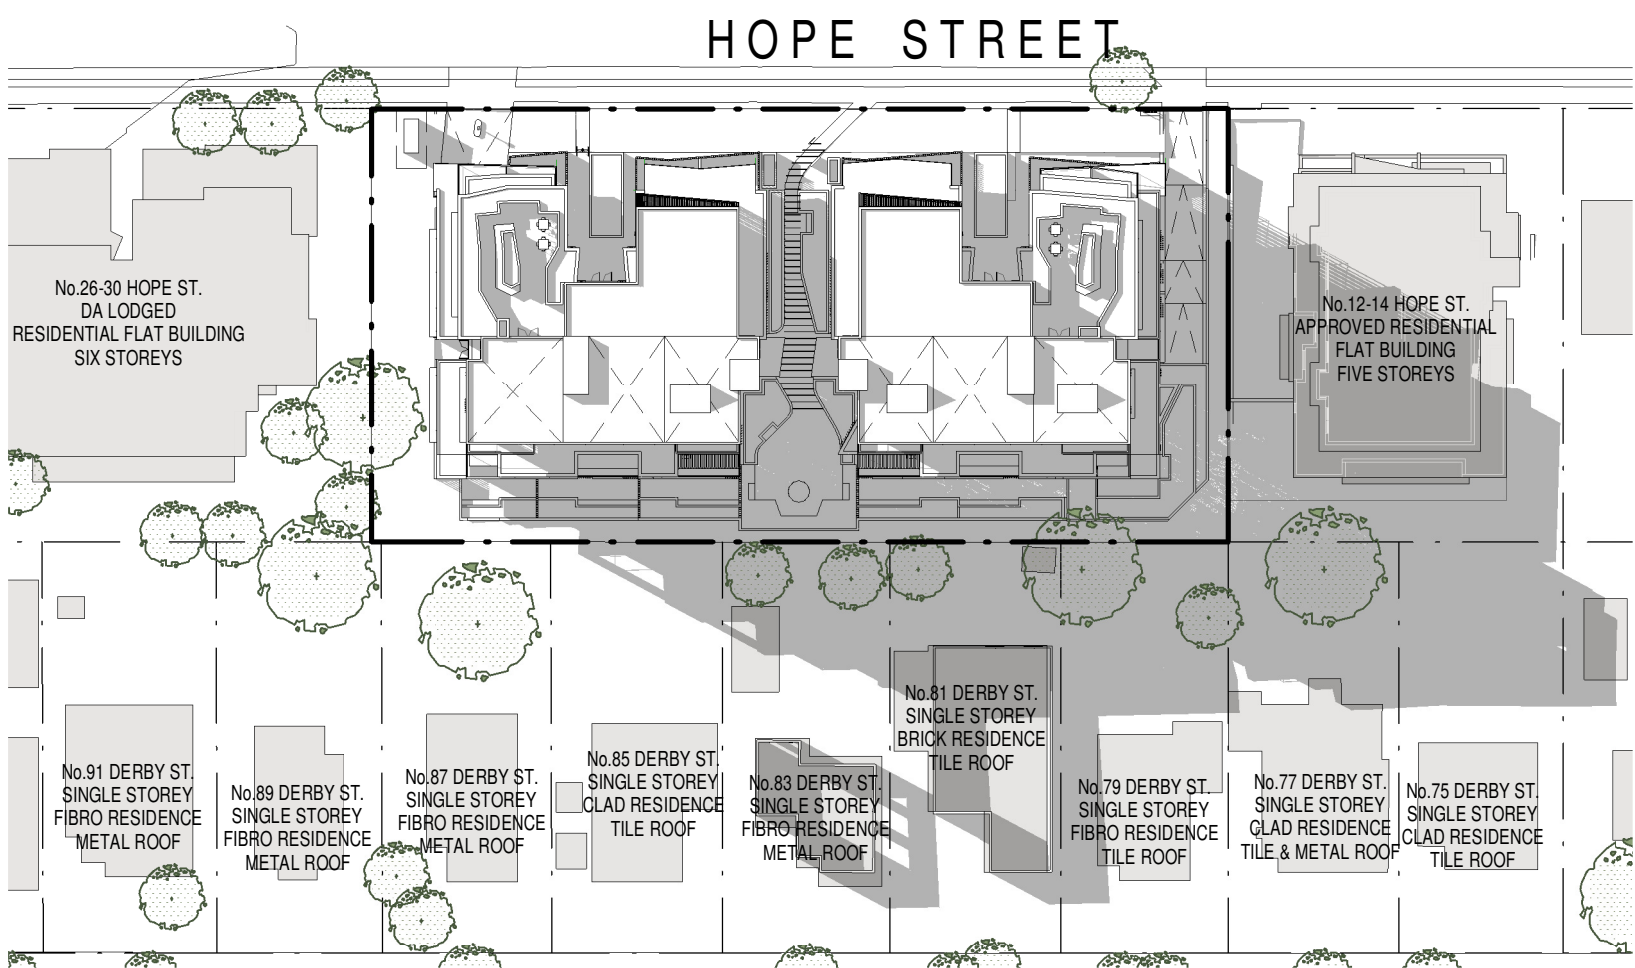 HOPE STREET
No.26-30 HOPE ST.
DA LODGED
RESIDENTIAL FLAT BUILDING
SIX STOREYS
No.12-14 HOPE ST.
APPROVED RESIDENTIAL
FLAT BUILDING
FIVE STOREYS
No.91 DERBY ST.
SINGLE STOREY
FIBRO RESIDENCE
METAL ROOF
No.89 DERBY ST.
SINGLE STOREY
FIBRO RESIDENCE
METAL ROOF
No.87 DERBY ST.
SINGLE STOREY
FIBRO RESIDENCE
METAL ROOF
No.85 DERBY ST.
SINGLE STOREY
CLAD RESIDENCE
TILE ROOF
No.83 DERBY ST.
SINGLE STOREY
FIBRO RESIDENCE
METAL ROOF
No.81 DERBY ST.
SINGLE STOREY
BRICK RESIDENCE
TILE ROOF
No.79 DERBY ST.
SINGLE STOREY
FIBRO RESIDENCE
TILE ROOF
No.77 DERBY ST.
SINGLE STOREY
CLAD RESIDENCE
TILE & METAL ROOF
No.75 DERBY ST.
SINGLE STOREY
CLAD RESIDENCE
TILE ROOF